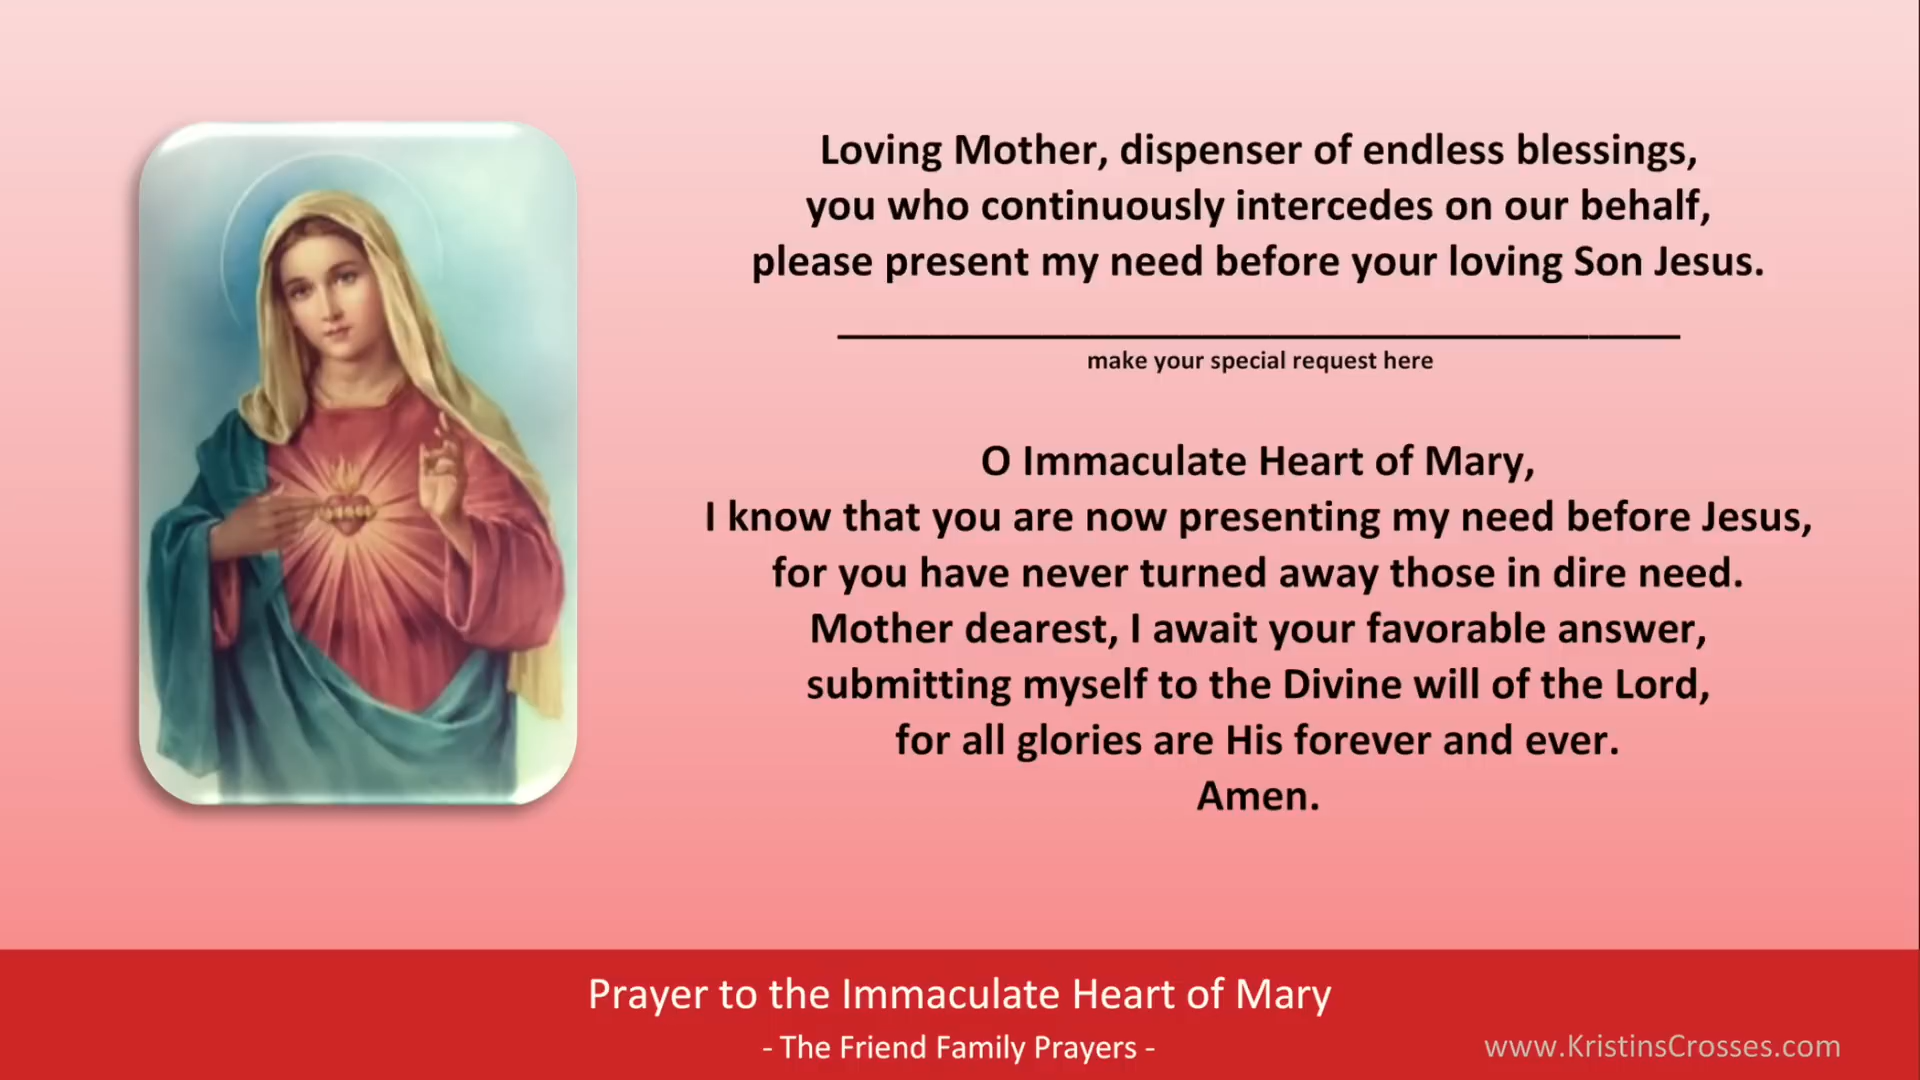 Loving Mother, dispenser of endless blessings,
you who continuously intercedes on our behalf,
please present my need before your loving Son Jesus.
make your special request here
O Immaculate Heart of Mary,
I know that you are now presenting my need before Jesus,
for you have never turned away those in dire need.
Mother dearest, I await your favorable answer,
submitting myself to the Divine will of the Lord,
for all glories are His forever and ever.
Amen.
Prayer to the Immaculate Heart of Mary
- The Friend Family Prayers -
www.KristinsCrosses.com